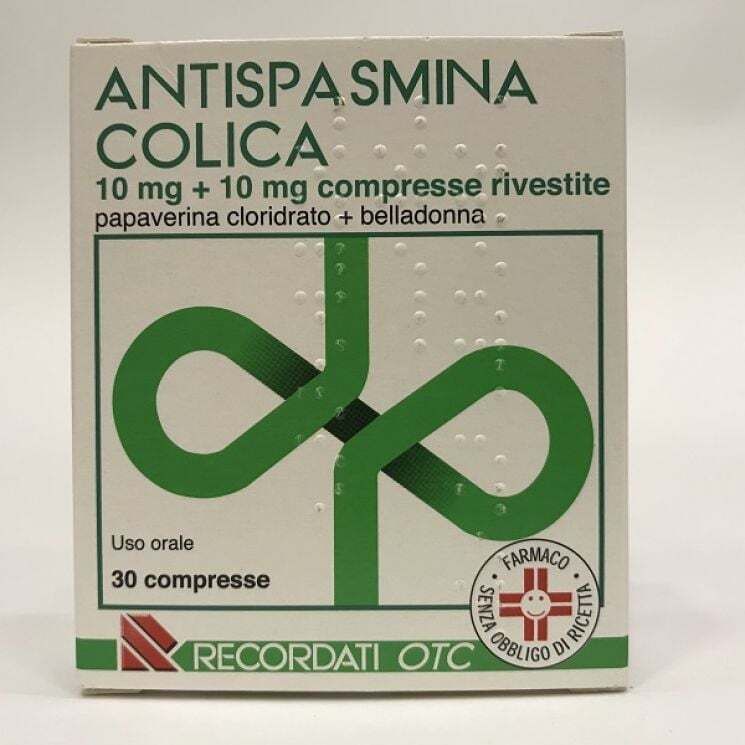 ANTISPASMINA
COLICA
10 mg + 10 mg compresse rivestite
papaverina cloridrato + belladonna
Uso orale
30 compresse
FARMACO
SENZA OBBLIGO DI RICETTA
RECORDATI OTC